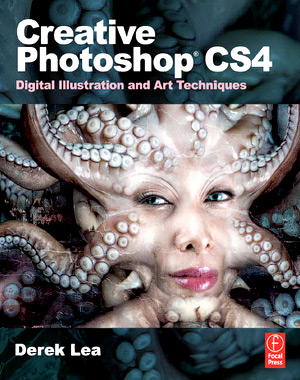 Creative
Photoshop® CS4
Digital Illustration and Art Techniques
Derek Lea
Focal
Press